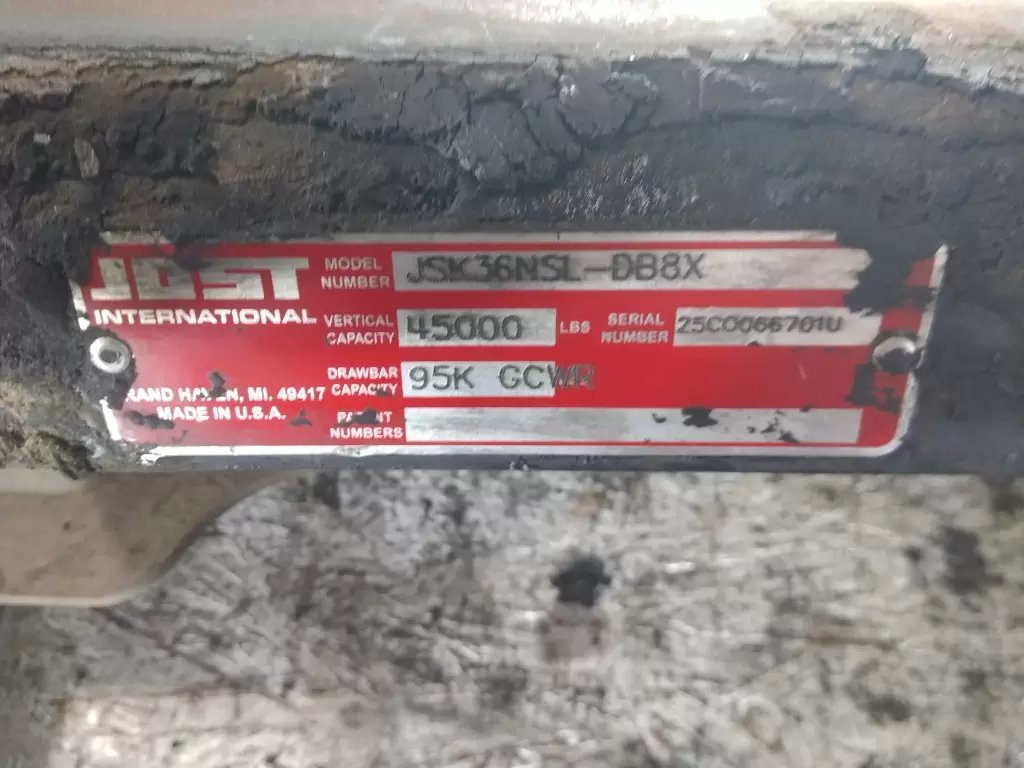 JOST
INTERNATIONAL
MODEL NUMBER JSK36NSL-DB8X
VERTICAL CAPACITY 45000 LBS SERIAL NUMBER 25C0066701U
DRAWBAR CAPACITY 95K GCWR
HAVEN, MI. 49417
MADE IN U.S.A.
NUMBERS